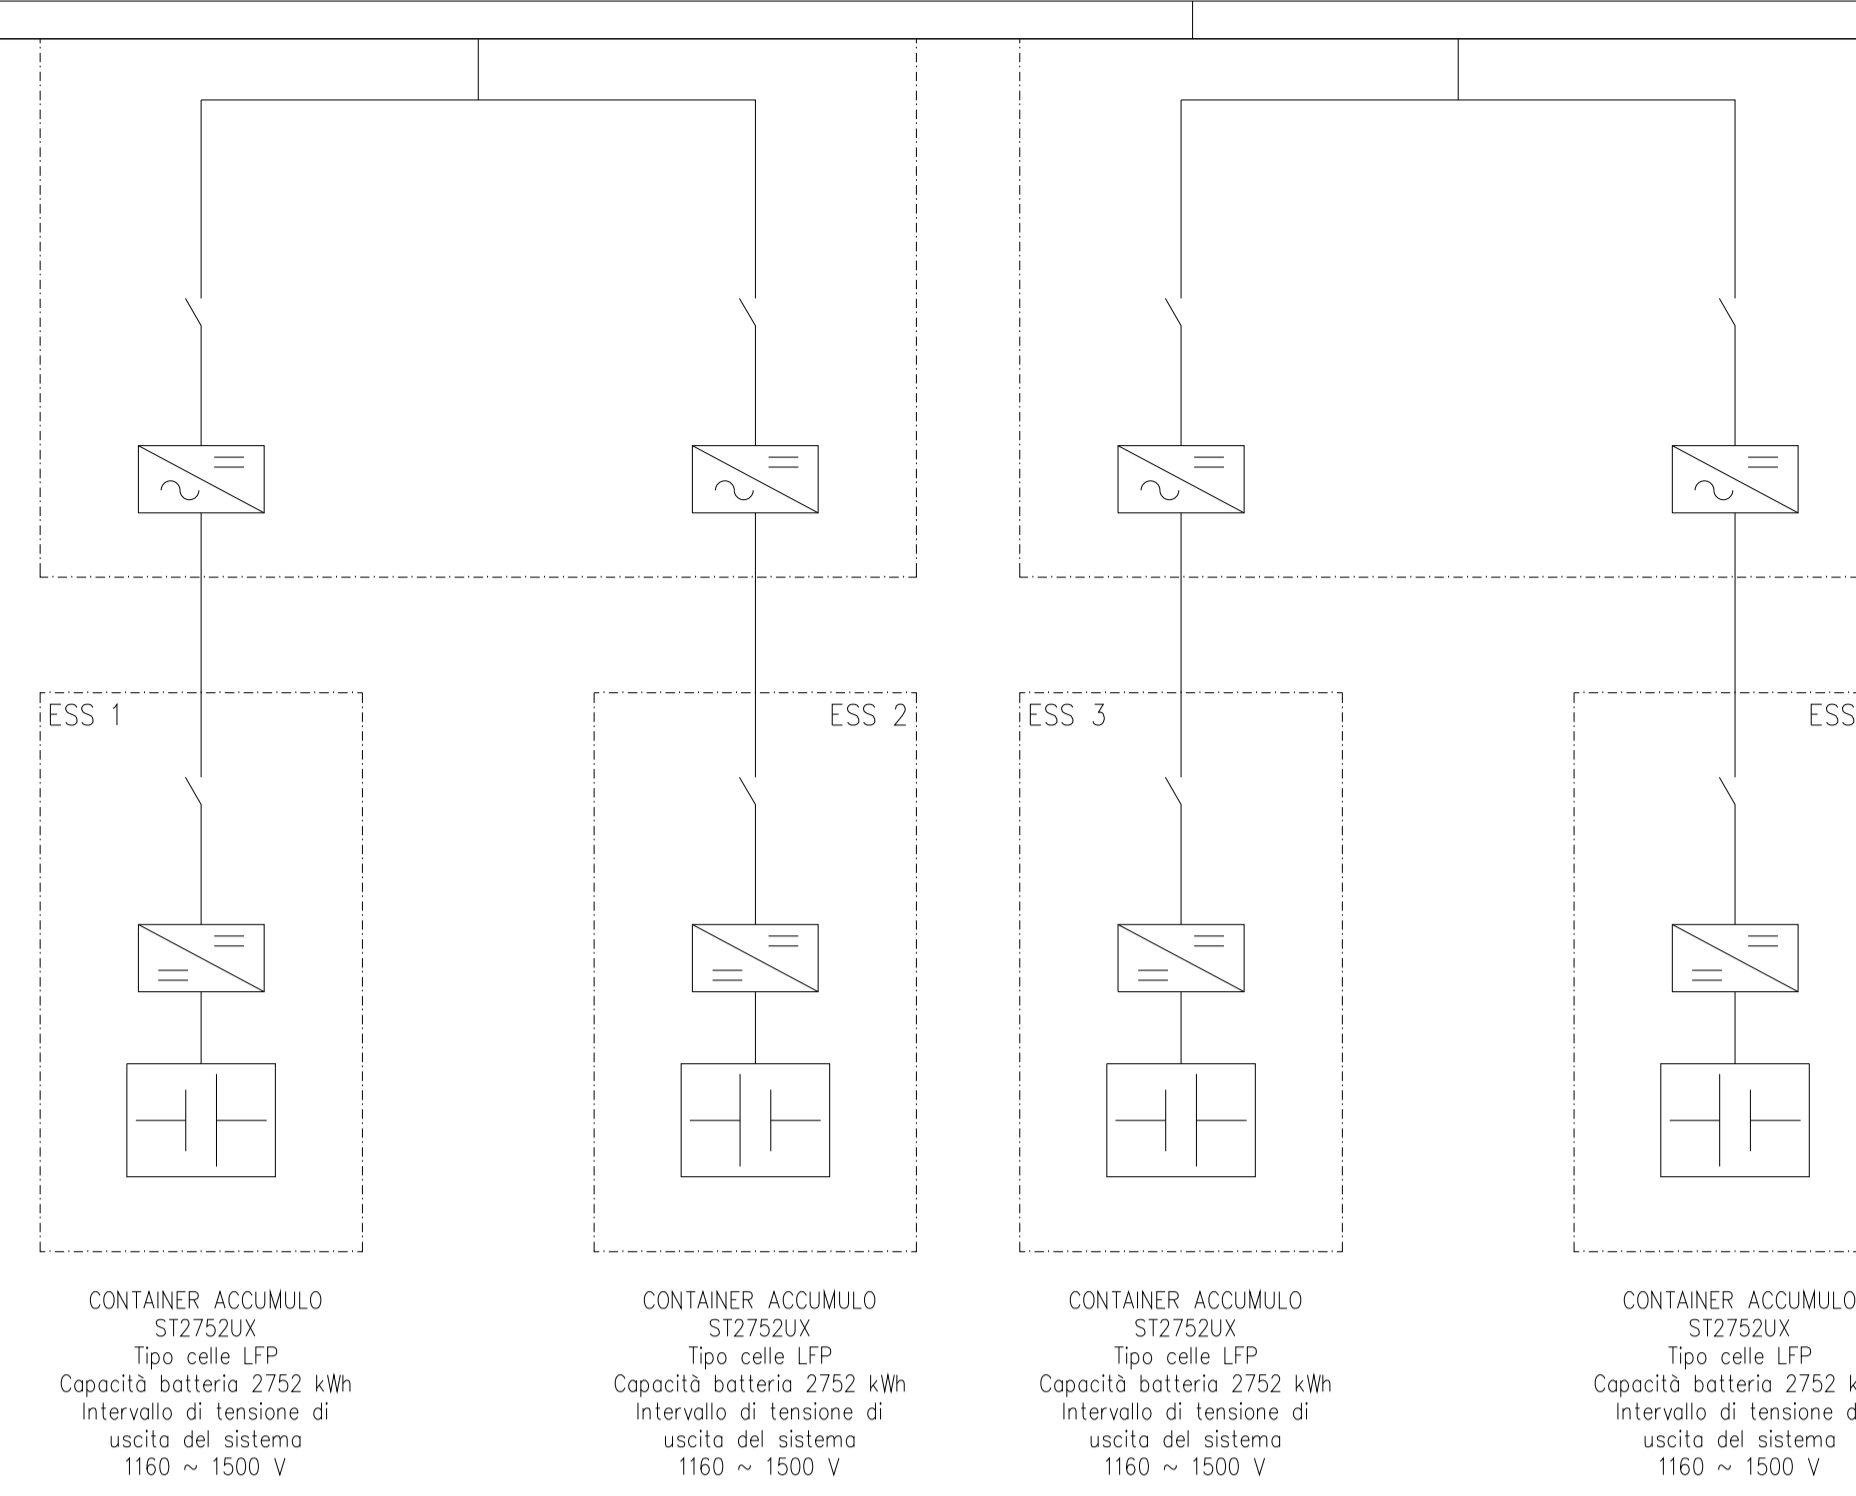 ESS 1
ESS 2
ESS 3
ESS
CONTAINER ACCUMULO
ST2752UX
Tipo celle LFP
Capacità batteria 2752 kWh
Intervallo di tensione di
uscita del sistema
1160 ~ 1500 V
CONTAINER ACCUMULO
ST2752UX
Tipo celle LFP
Capacità batteria 2752 kWh
Intervallo di tensione di
uscita del sistema
1160 ~ 1500 V
CONTAINER ACCUMULO
ST2752UX
Tipo celle LFP
Capacità batteria 2752 kWh
Intervallo di tensione di
uscita del sistema
1160 ~ 1500 V
CONTAINER ACCUMULO
ST2752UX
Tipo celle LFP
Capacità batteria 2752
Intervallo di tensione
uscita del sistema
1160 ~ 1500 V